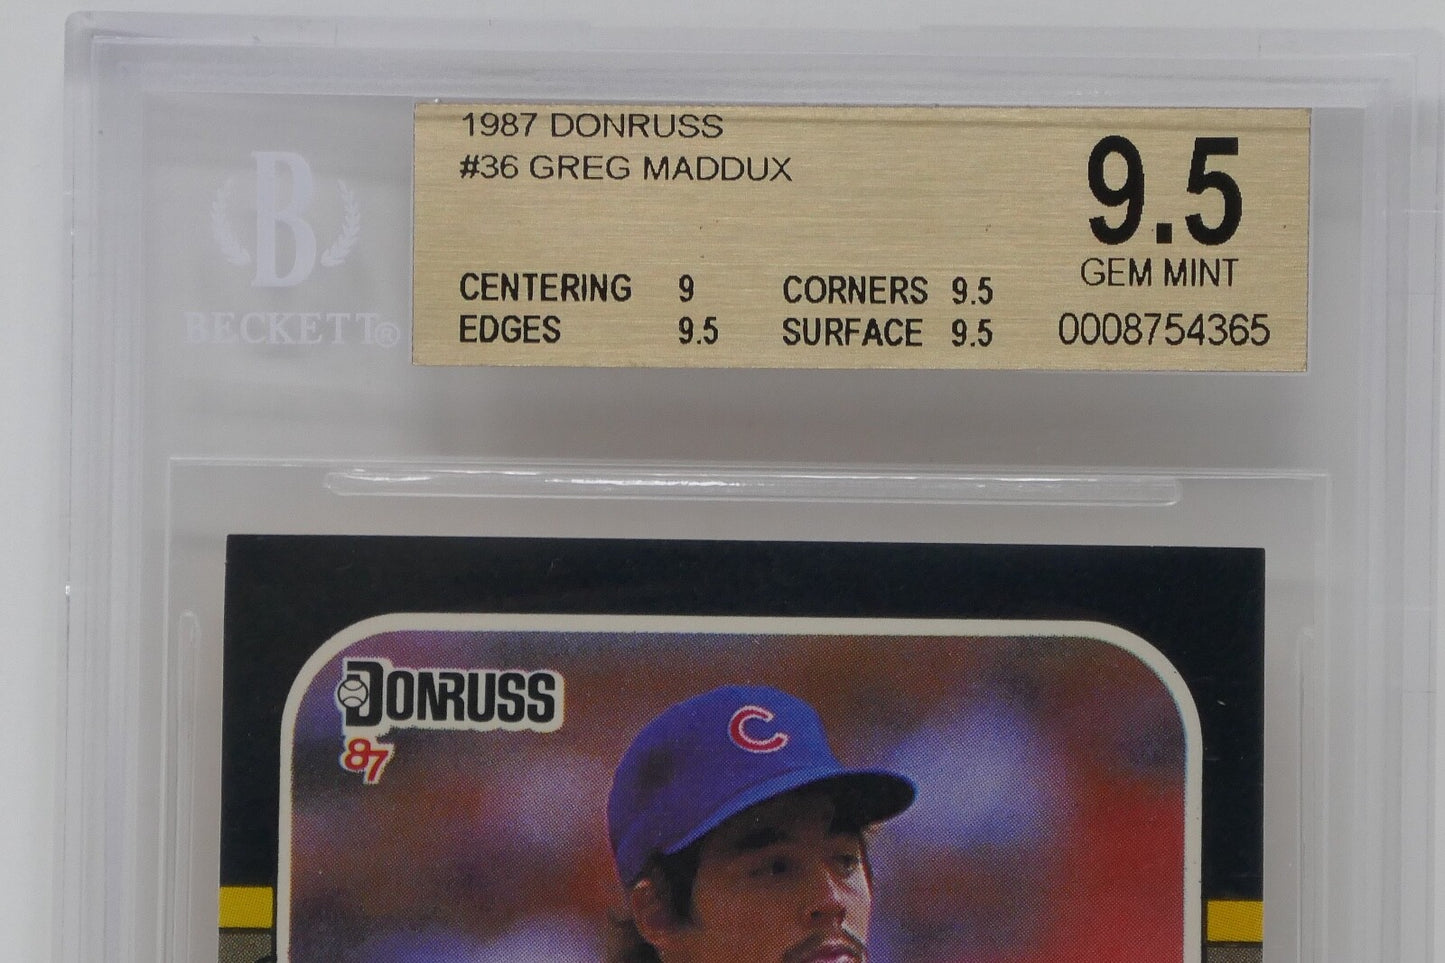 1987 DONRUSS
#36 GREG MADDUX
9.5
GEM MINT
CENTERING 9 CORNERS 9.5
EDGES 9.5 SURFACE 9.5
0008754365
B
BECKETT®
DONRUSS
87
C